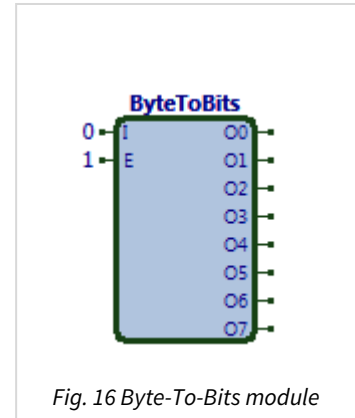 ByteToBits
0 I O0
1 E O1
O2
O3
O4
O5
O6
O7
Fig. 16 Byte-To-Bits module